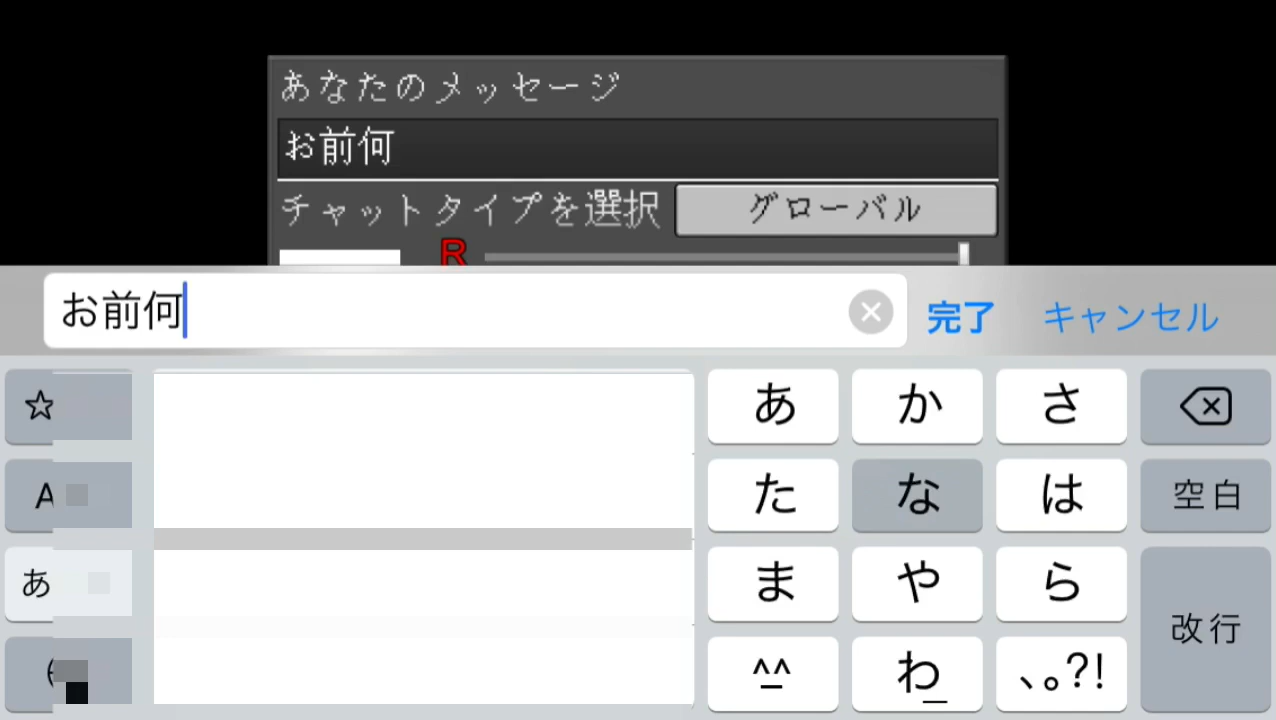 あなたのメッセージ
お前何
チャットタイプを選択 グローバル
R
お前何 完了 キャンセル
☆ あ か さ
A た な は 空白
あ ま や ら 改行
^^ わ 、。?!